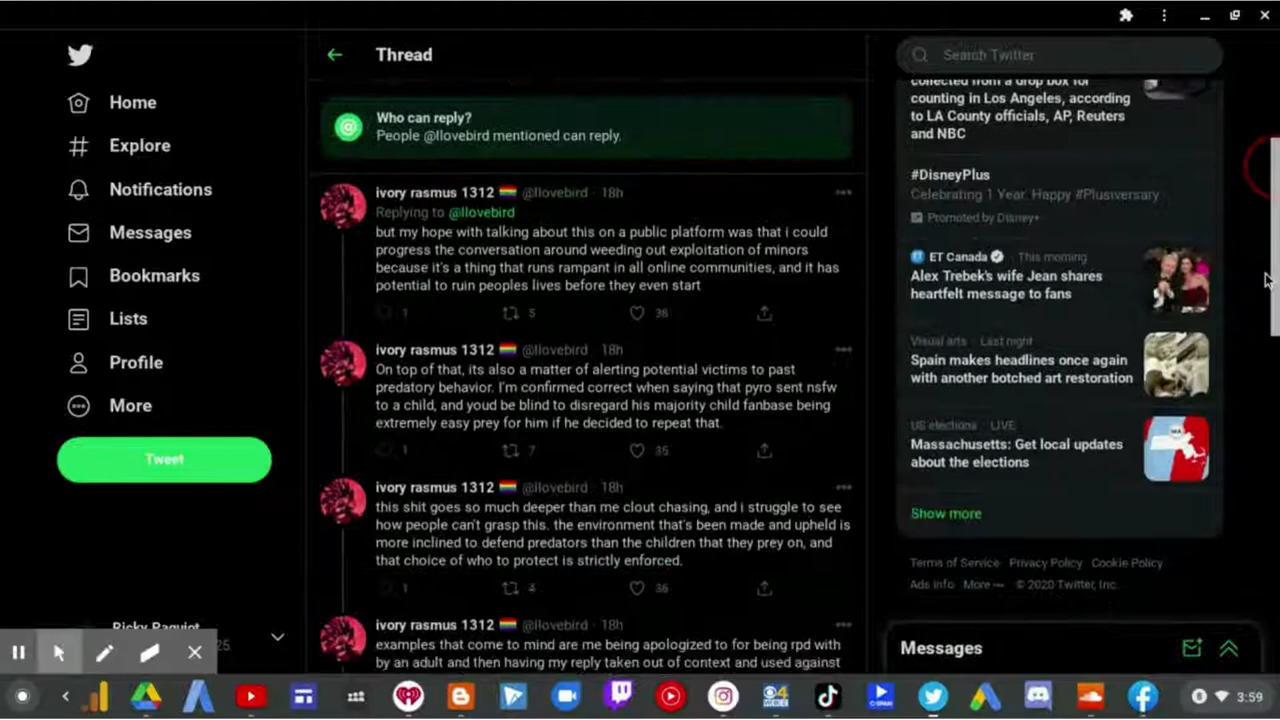 Home
Explore
Notifications
Messages
Bookmarks
Lists
Profile
More
Tweet
Thread
Who can reply?
People @llovebird mentioned can reply.
ivory rasmus 1312 🏳️‍🌈 @llovebird · 18h
Replying to @llovebird
but my hope with talking about this on a public platform was that i could
progress the conversation around weeding out exploitation of minors
because it's a thing that runs rampant in all online communities, and it has
potential to ruin peoples lives before they even start
1 5 36
ivory rasmus 1312 🏳️‍🌈 @llovebird · 18h
On top of that, its also a matter of alerting potential victims to past
predatory behavior. I'm confirmed correct when saying that pyro sent nsfw
to a child, and youd be blind to disregard his majority child fanbase being
extremely easy prey for him if he decided to repeat that.
1 7 35
ivory rasmus 1312 🏳️‍🌈 @llovebird · 18h
this shit goes so much deeper than me clout chasing, and i struggle to see
how people can't grasp this. the environment that's been made and upheld is
more inclined to defend predators than the children that they prey on, and
that choice of who to protect is strictly enforced.
1 4 36
ivory rasmus 1312 🏳️‍🌈 @llovebird · 18h
examples that come to mind are me being apologized to for being rpd with
by an adult and then having my reply taken out of context and used against
Search Twitter
collected from a drop box for
counting in Los Angeles, according
to LA County officials, AP, Reuters
and NBC
#DisneyPlus
Celebrating 1 Year. Happy #Plusiversary
Promoted by Disney+
ET Canada · This morning
Alex Trebek's wife Jean shares
heartfelt message to fans
Visual arts · Last night
Spain makes headlines once again
with another botched art restoration
US elections · LIVE
Massachusetts: Get local updates
about the elections
Show more
Terms of Service Privacy Policy Cookie Policy
Ads info More © 2020 Twitter, Inc.
Messages
25
3:59